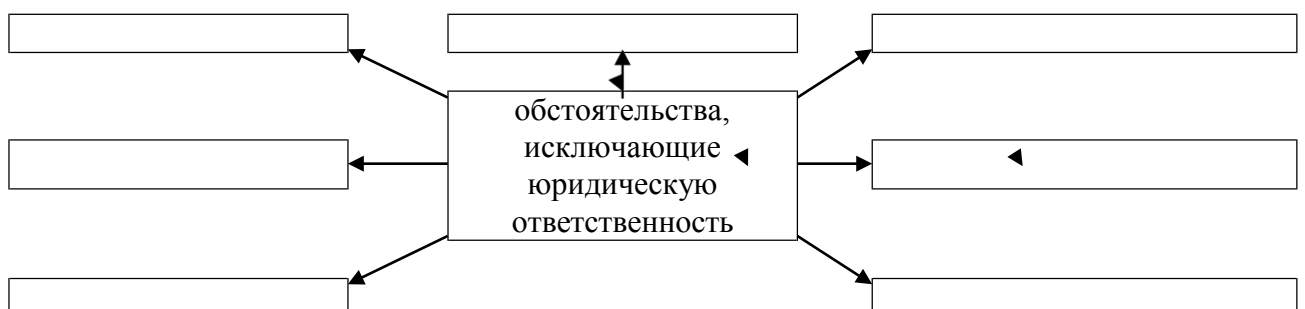 обстоятельства,
исключающие
юридическую
ответственность